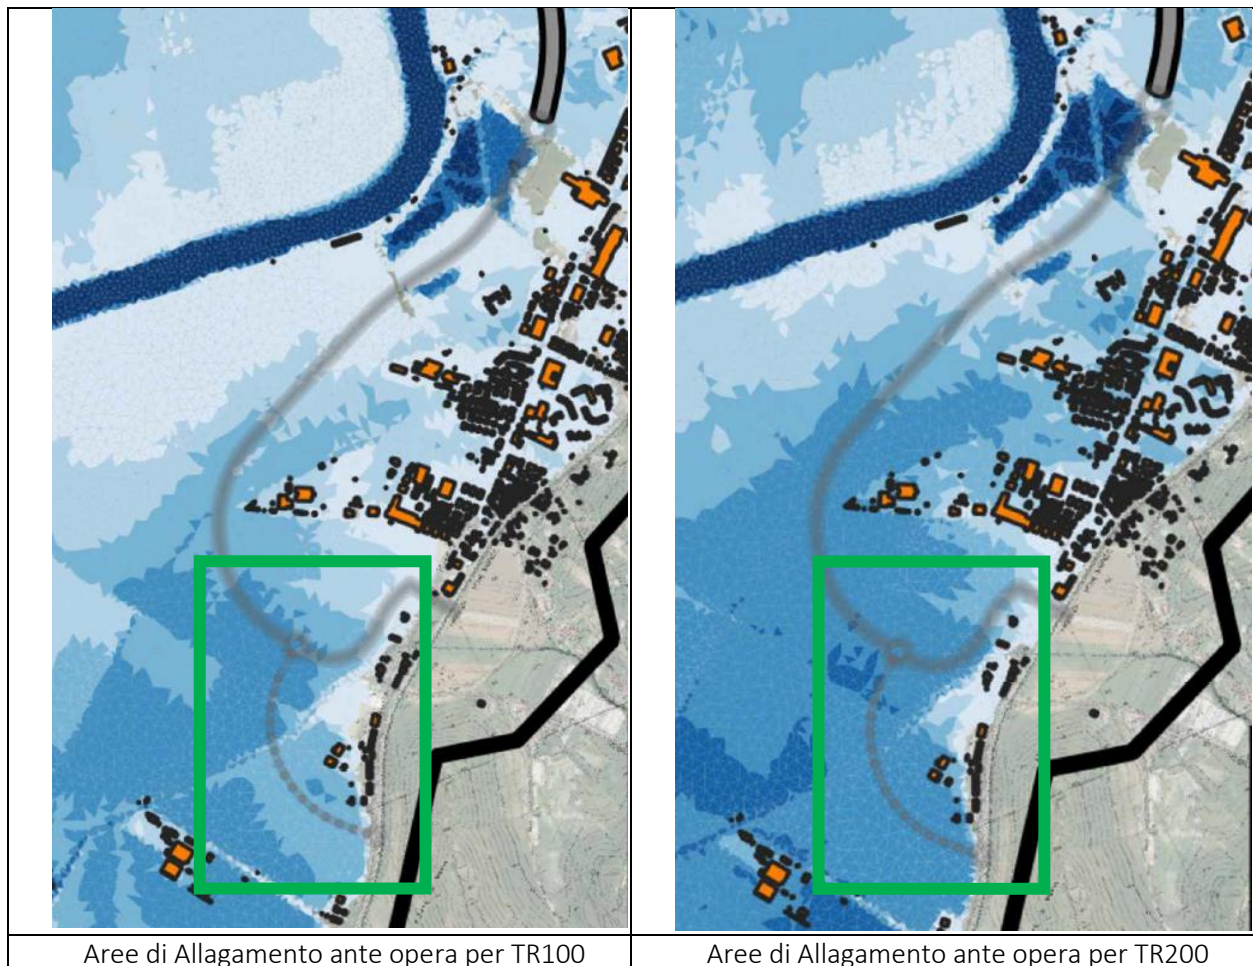 Aree di Allagamento ante opera per TR100
Aree di Allagamento ante opera per TR200